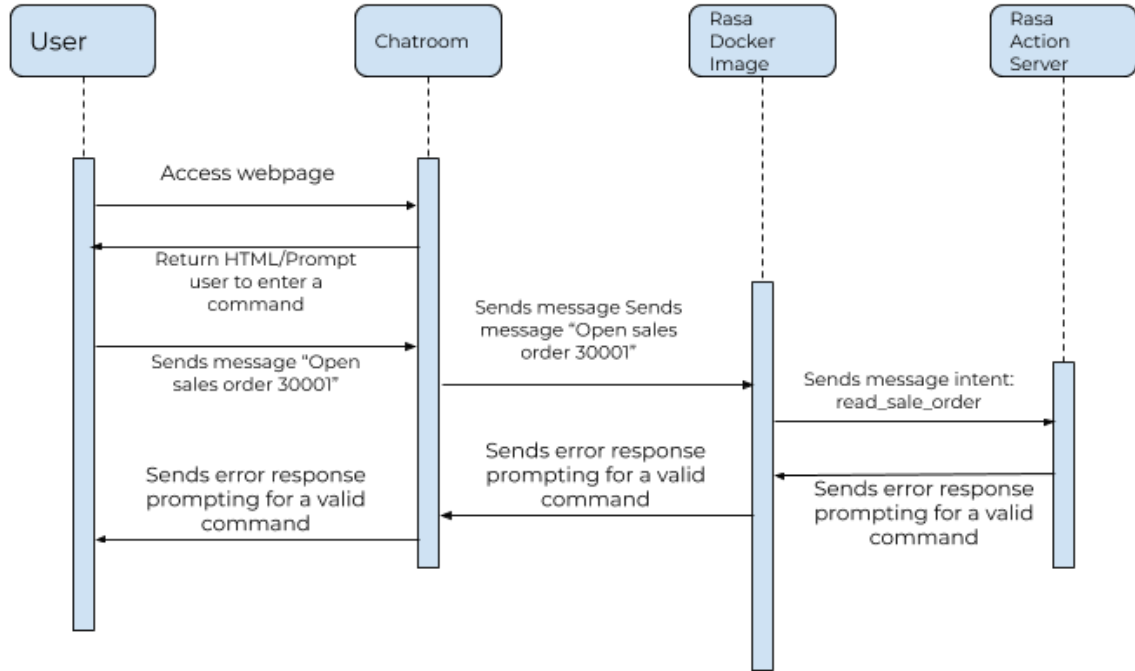 User
Chatroom
Rasa
Docker
Image
Rasa
Action
Server
Access webpage
Return HTML/Prompt
user to enter a
command
Sends message Sends
message “Open sales
order 30001”
Sends message “Open
sales order 30001”
Sends message intent:
read_sale_order
Sends error response
prompting for a valid
command
Sends error response
prompting for a valid
command
Sends error response
prompting for a valid
command